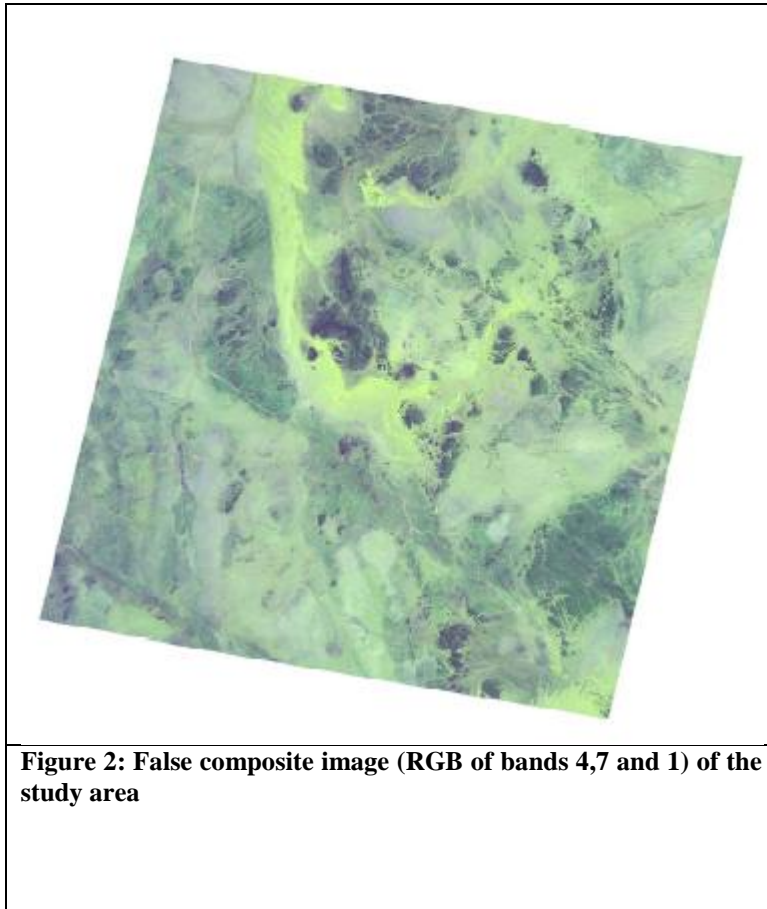 Figure 2: False composite image (RGB of bands 4,7 and 1) of the
study area